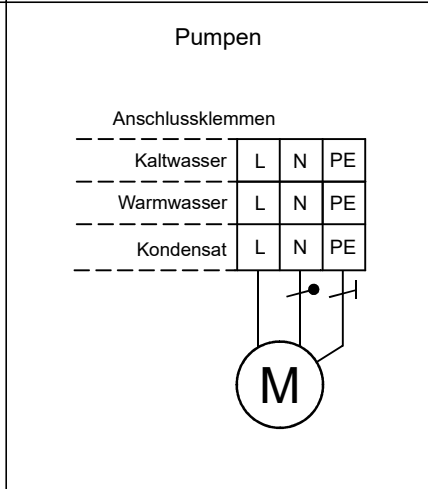 Pumpen
Anschlussklemmen
Kaltwasser L N PE
Warmwasser L N PE
Kondensat L N PE
M